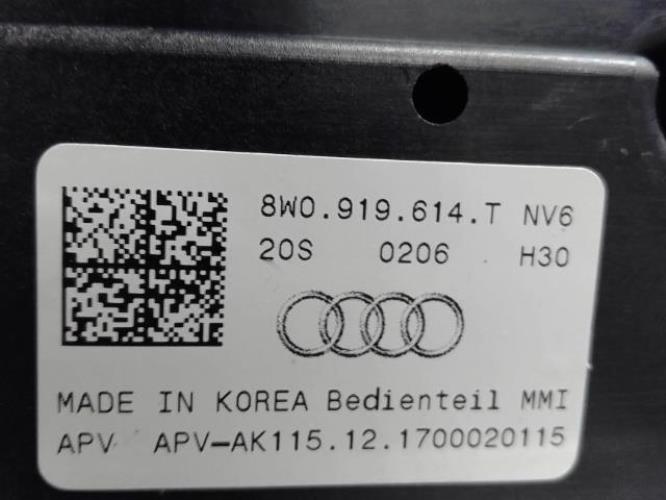 8W0.919.614.T NV6
20S 0206 H30
MADE IN KOREA Bedienteil MMI
APV APV-AK115.12.1700020115